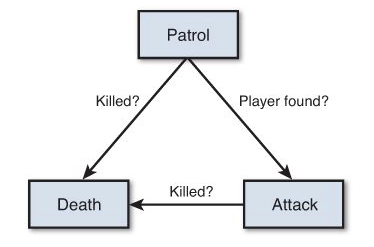 Patrol
Killed?
Player found?
Killed?
Death
Attack